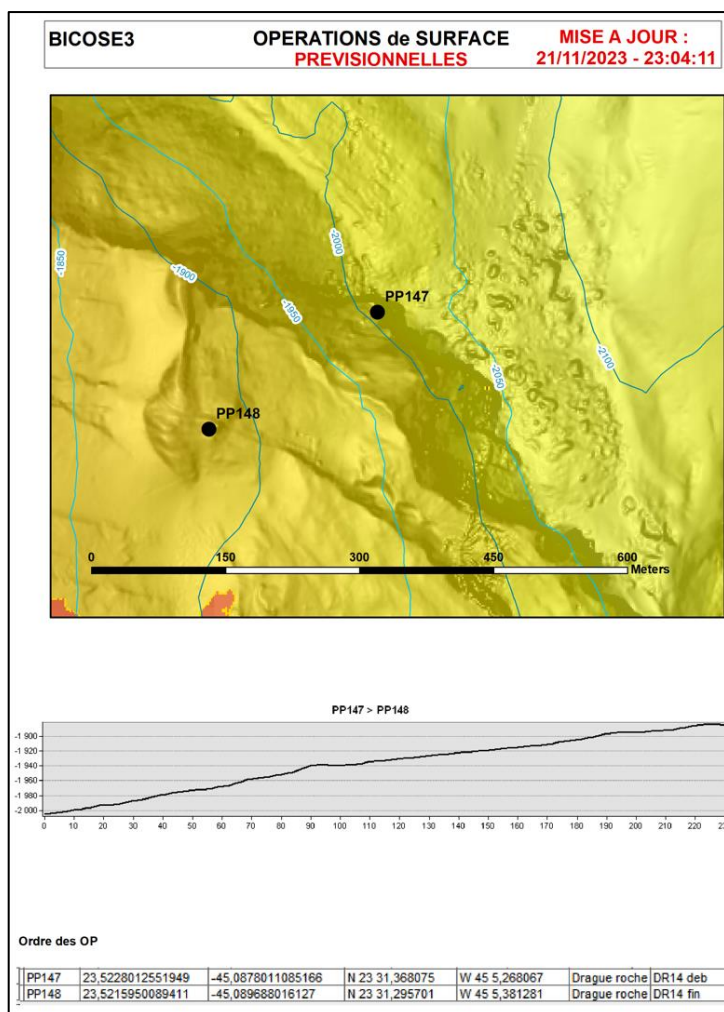 BICOSE3
OPERATIONS de SURFACE
PREVISIONNELLES
MISE A JOUR :
21/11/2023 - 23:04:11
-1850
-1900
-1950
-2000
-2050
-2100
PP147
PP148
0 150 300 450 600
Meters
PP147 > PP148
-1 900
-1 920
-1 940
-1 960
-1 980
-2 000
0 10 20 30 40 50 60 70 80 90 100 110 120 130 140 150 160 170 180 190 200 210 220
Ordre des OP
PP147 23,5228012551949 -45,0878011085166 N 23 31,368075 W 45 5,268067 Drague roche DR14 deb
PP148 23,5215950089411 -45,089688016127 N 23 31,295701 W 45 5,381281 Drague roche DR14 fin